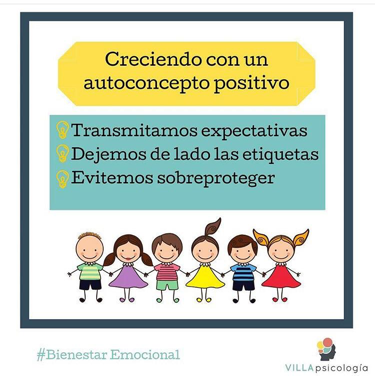 Creciendo con un
autoconcepto positivo
Transmitamos expectativas
Dejemos de lado las etiquetas
Evitemos sobreproteger
#Bienestar Emocional
VILLApsicología